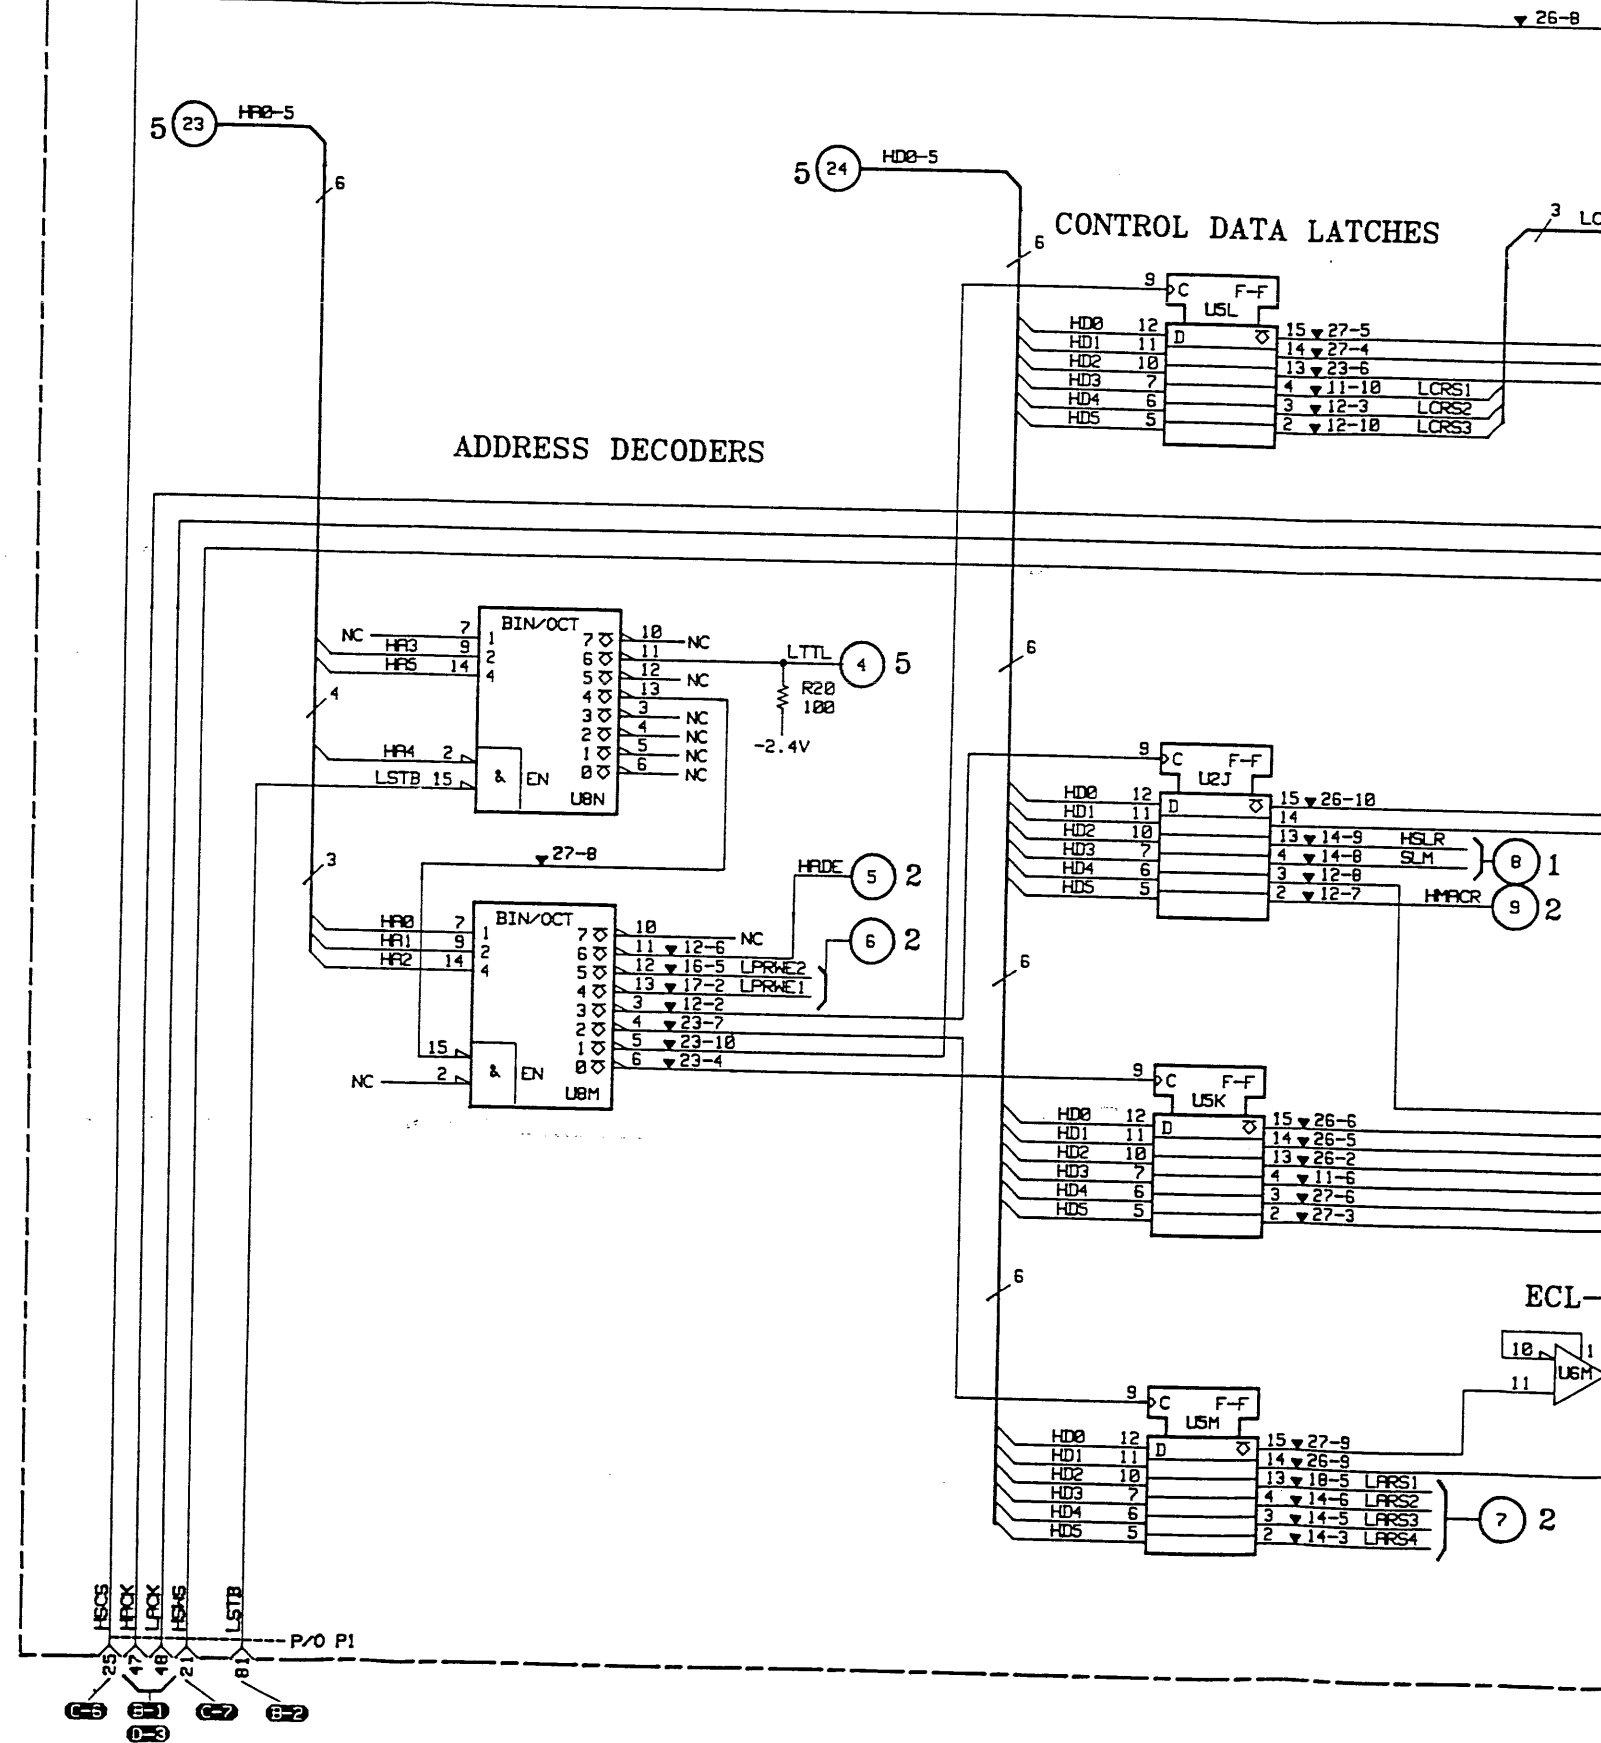 ▼ 26-8
5 23 HA0-5
6
5 24 HD0-5
6
CONTROL DATA LATCHES
3 LC
9 C F-F
U5L
HD0 12 D 15 ▼ 27-5
HD1 11 14 ▼ 27-4
HD2 10 13 ▼ 23-6
HD3 7 4 ▼ 11-10 LCRS1
HD4 6 3 ▼ 12-3 LCRS2
HD5 5 2 ▼ 12-10 LCRS3
ADDRESS DECODERS
BIN/OCT
NC 7 1 7 10 NC
HA3 9 2 6 11 LTTL 4 5
HA5 14 4 5 12 NC
4 13
R20
100
-2.4V
4
3 3 NC
2 4 NC
1 5 NC
0 6 NC
HA4 2
LSTB 15 & EN
U8N
6
▼ 27-8
3
HADE 5 2
BIN/OCT
HA0 7 1 7 10 NC
HA1 9 2 6 11 ▼ 12-6
HA2 14 4 5 12 ▼ 16-5 LPRWE2
4 13 ▼ 17-2 LPRWE1
6 2
3 3 ▼ 12-2
2 4 ▼ 23-7
1 5 ▼ 23-10
0 6 ▼ 23-4
15
NC 2 & EN
U8M
9 C F-F
U2J
HD0 12 D 15 ▼ 26-10
HD1 11 14
HD2 10 13 ▼ 14-9 HSLR
HD3 7 4 ▼ 14-8 SLM
8 1
HD4 6 3 ▼ 12-8
HD5 5 2 ▼ 12-7 HMACR 9 2
6
9 C F-F
U5K
HD0 12 D 15 ▼ 26-6
HD1 11 14 ▼ 26-5
HD2 10 13 ▼ 26-2
HD3 7 4 ▼ 11-6
HD4 6 3 ▼ 27-6
HD5 5 2 ▼ 27-3
6
ECL-
10 1
U6M
11
9 C F-F
U5M
HD0 12 D 15 ▼ 27-9
HD1 11 14 ▼ 26-9
HD2 10 13 ▼ 18-5 LARS1
HD3 7 4 ▼ 14-6 LARS2
HD4 6 3 ▼ 14-5 LARS3
HD5 5 2 ▼ 14-3 LARS4
7 2
HSCS HACK LACK HSWS LSTB
P/O P1
25 47 48 21 81
C-6 B-1 C-7 B-2
D-3